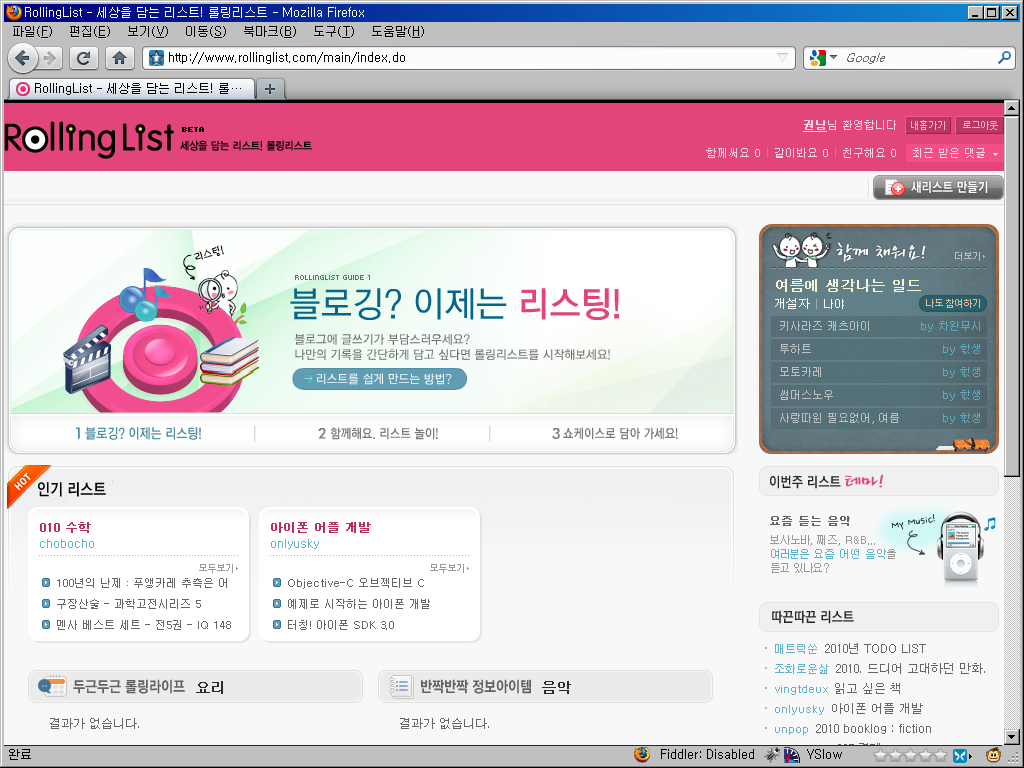 RollingList - 세상을 담는 리스트! 롤링리스트 - Mozilla Firefox
파일(F) 편집(E) 보기(V) 이동(S) 북마크(B) 도구(T) 도움말(H)
http://www.rollinglist.com/main/index.do
Google
RollingList - 세상을 담는 리스트! 롤…
Rolling List BETA 세상을 담는 리스트! 롤링리스트
권남님 환영합니다 내홈가기 로그아웃
함께써요 0 | 같이봐요 0 | 친구해요 0 최근 받은 댓글
새리스트 만들기
리스팅!
ROLLINGLIST GUIDE 1
블로깅? 이제는 리스팅!
블로그에 글쓰기가 부담스러우세요?
나만의 기록을 간단하게 담고 싶다면 롤링리스트를 시작해보세요!
→ 리스트를 쉽게 만드는 방법?
1 블로깅? 이제는 리스팅!
2 함께해요, 리스트 놀이!
3 쇼케이스로 담아 가세요!
함께 채워요! 더보기
여름에 생각나는 일드
개설자 | 나야 나도 참여하기
키사라즈 캐츠아이 by 차완무시
투하트 by 핝생
모토카레 by 핝생
썸머스노우 by 핝생
사랑따윈 필요없어, 여름 by 핝생
HOT
인기 리스트
010 수학
chobocho
모두보기
100년의 난제 : 푸앵카레 추측은 어
구장산술 - 과학고전시리즈 5
멘사 베스트 세트 - 전5권 - IQ 148
아이폰 어플 개발
onlyusky
모두보기
Objective-C 오브젝티브 C
예제로 시작하는 아이폰 개발
터칭! 아이폰 SDK 3.0
이번주 리스트 테마!
요즘 듣는 음악
보사노바, 째즈, R&B...
여러분은 요즘 어떤 음악을
듣고 있나요?
My Music!
따끈따끈 리스트
매트릭쑨 2010년 TODO LIST
조화로운삶 2010. 드디어 고대하던 만화.
vingtdeux 읽고 싶은 책
onlyusky 아이폰 어플 개발
unpop 2010 booklog : fiction
두근두근 롤링라이프 요리
결과가 없습니다.
반짝반짝 정보아이템 음악
결과가 없습니다.
완료
Fiddler: Disabled
YSlow